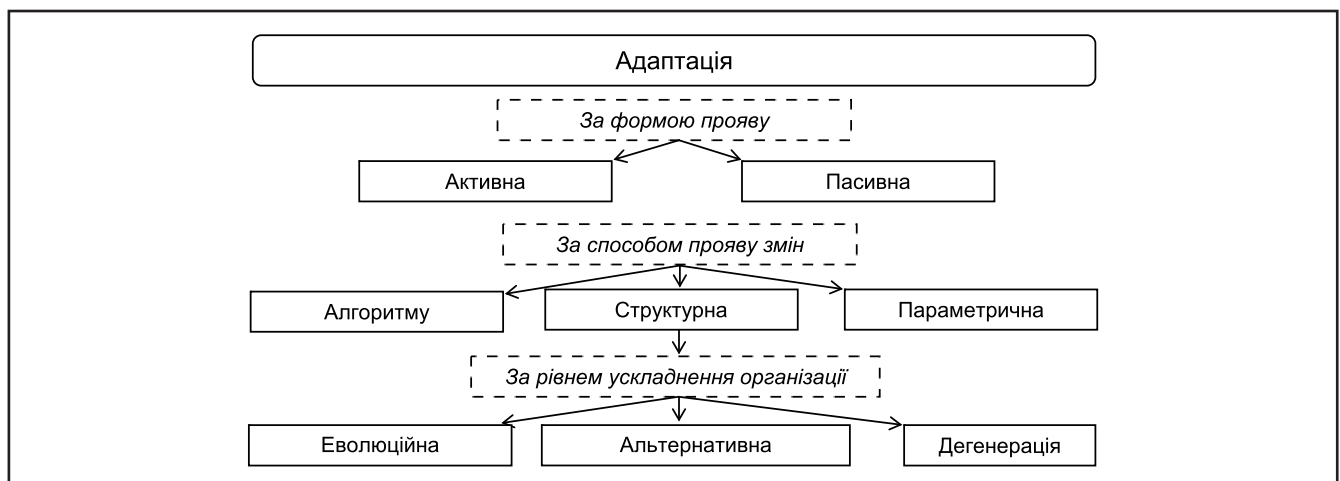 Адаптація
За формою прояву
Активна
Пасивна
За способом прояву змін
Алгоритму
Структурна
Параметрична
За рівнем ускладнення організації
Еволюційна
Альтернативна
Дегенерація